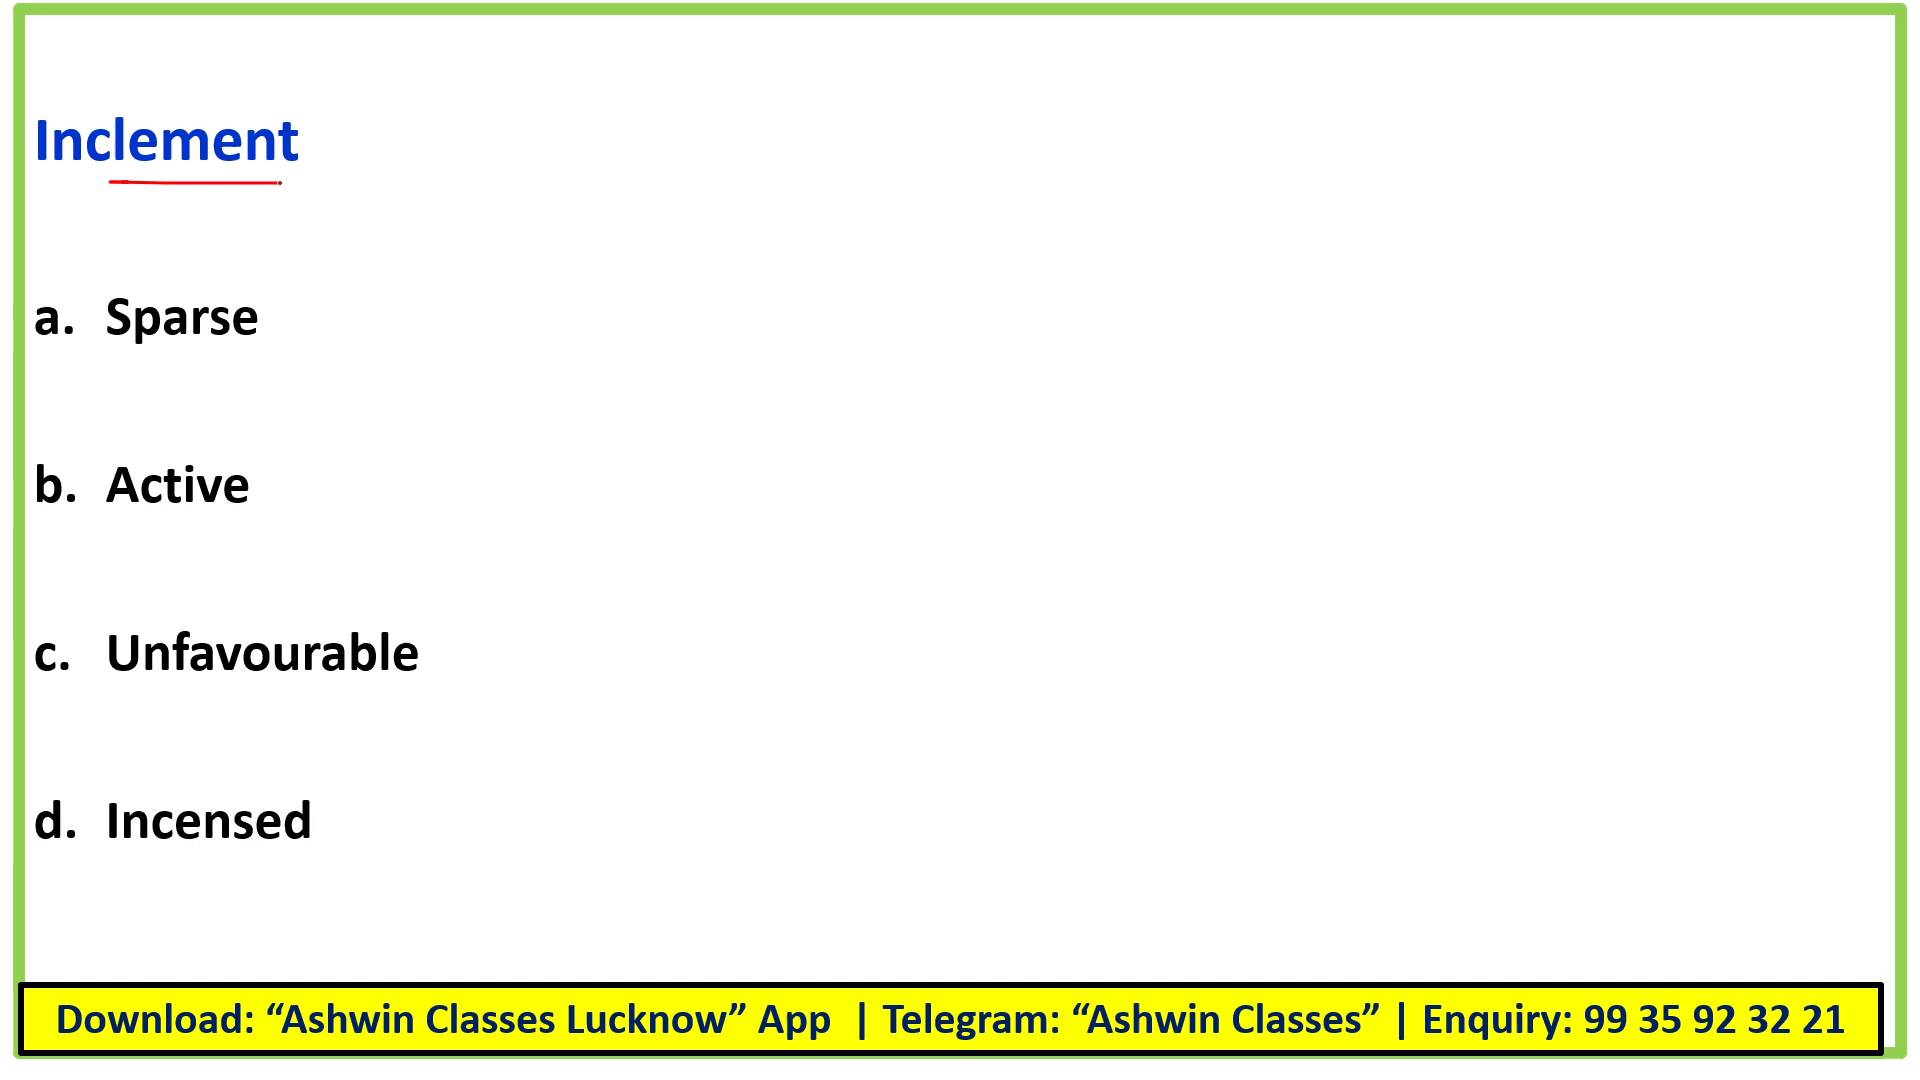 Inclement
a. Sparse
b. Active
c. Unfavourable
d. Incensed
Download: “Ashwin Classes Lucknow” App | Telegram: “Ashwin Classes” | Enquiry: 99 35 92 32 21